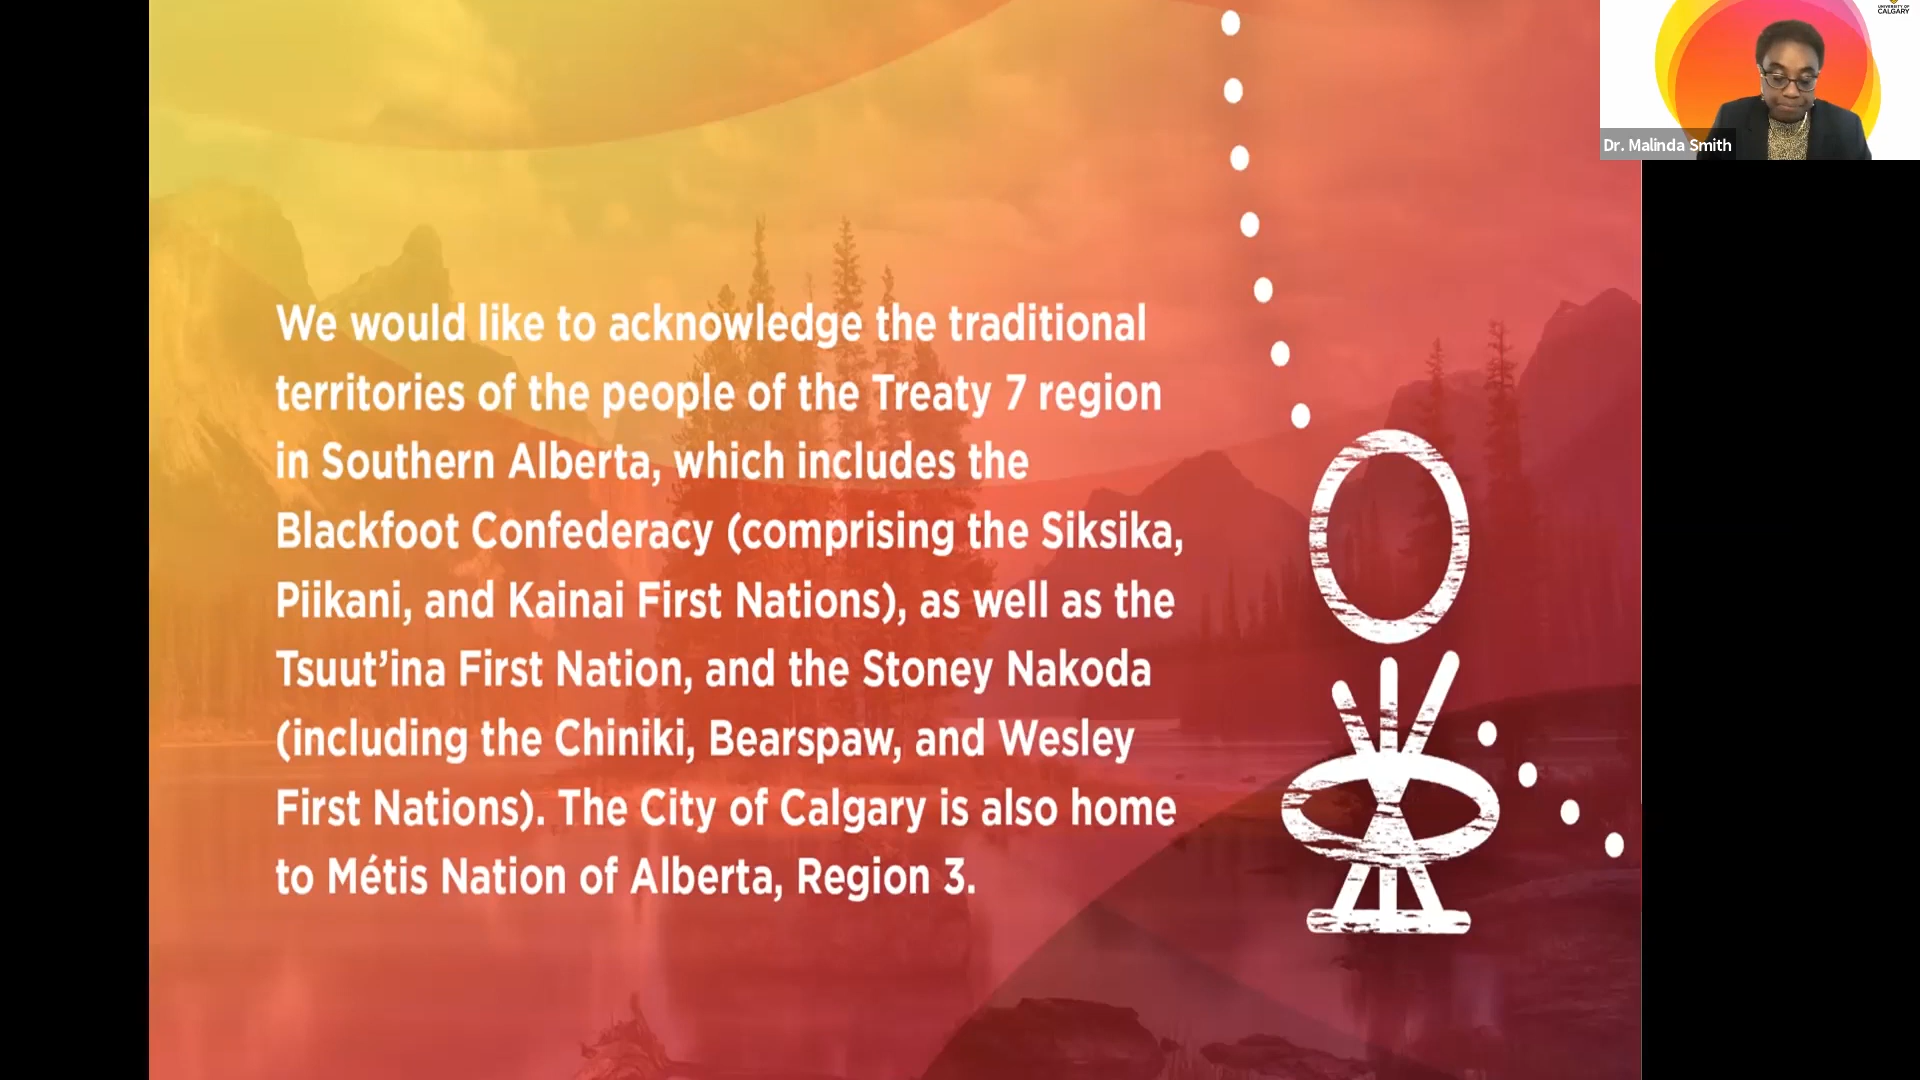 UNIVERSITY OF
CALGARY
Dr. Malinda Smith
We would like to acknowledge the traditional
territories of the people of the Treaty 7 region
in Southern Alberta, which includes the
Blackfoot Confederacy (comprising the Siksika,
Piikani, and Kainai First Nations), as well as the
Tsuut’ina First Nation, and the Stoney Nakoda
(including the Chiniki, Bearspaw, and Wesley
First Nations). The City of Calgary is also home
to Métis Nation of Alberta, Region 3.